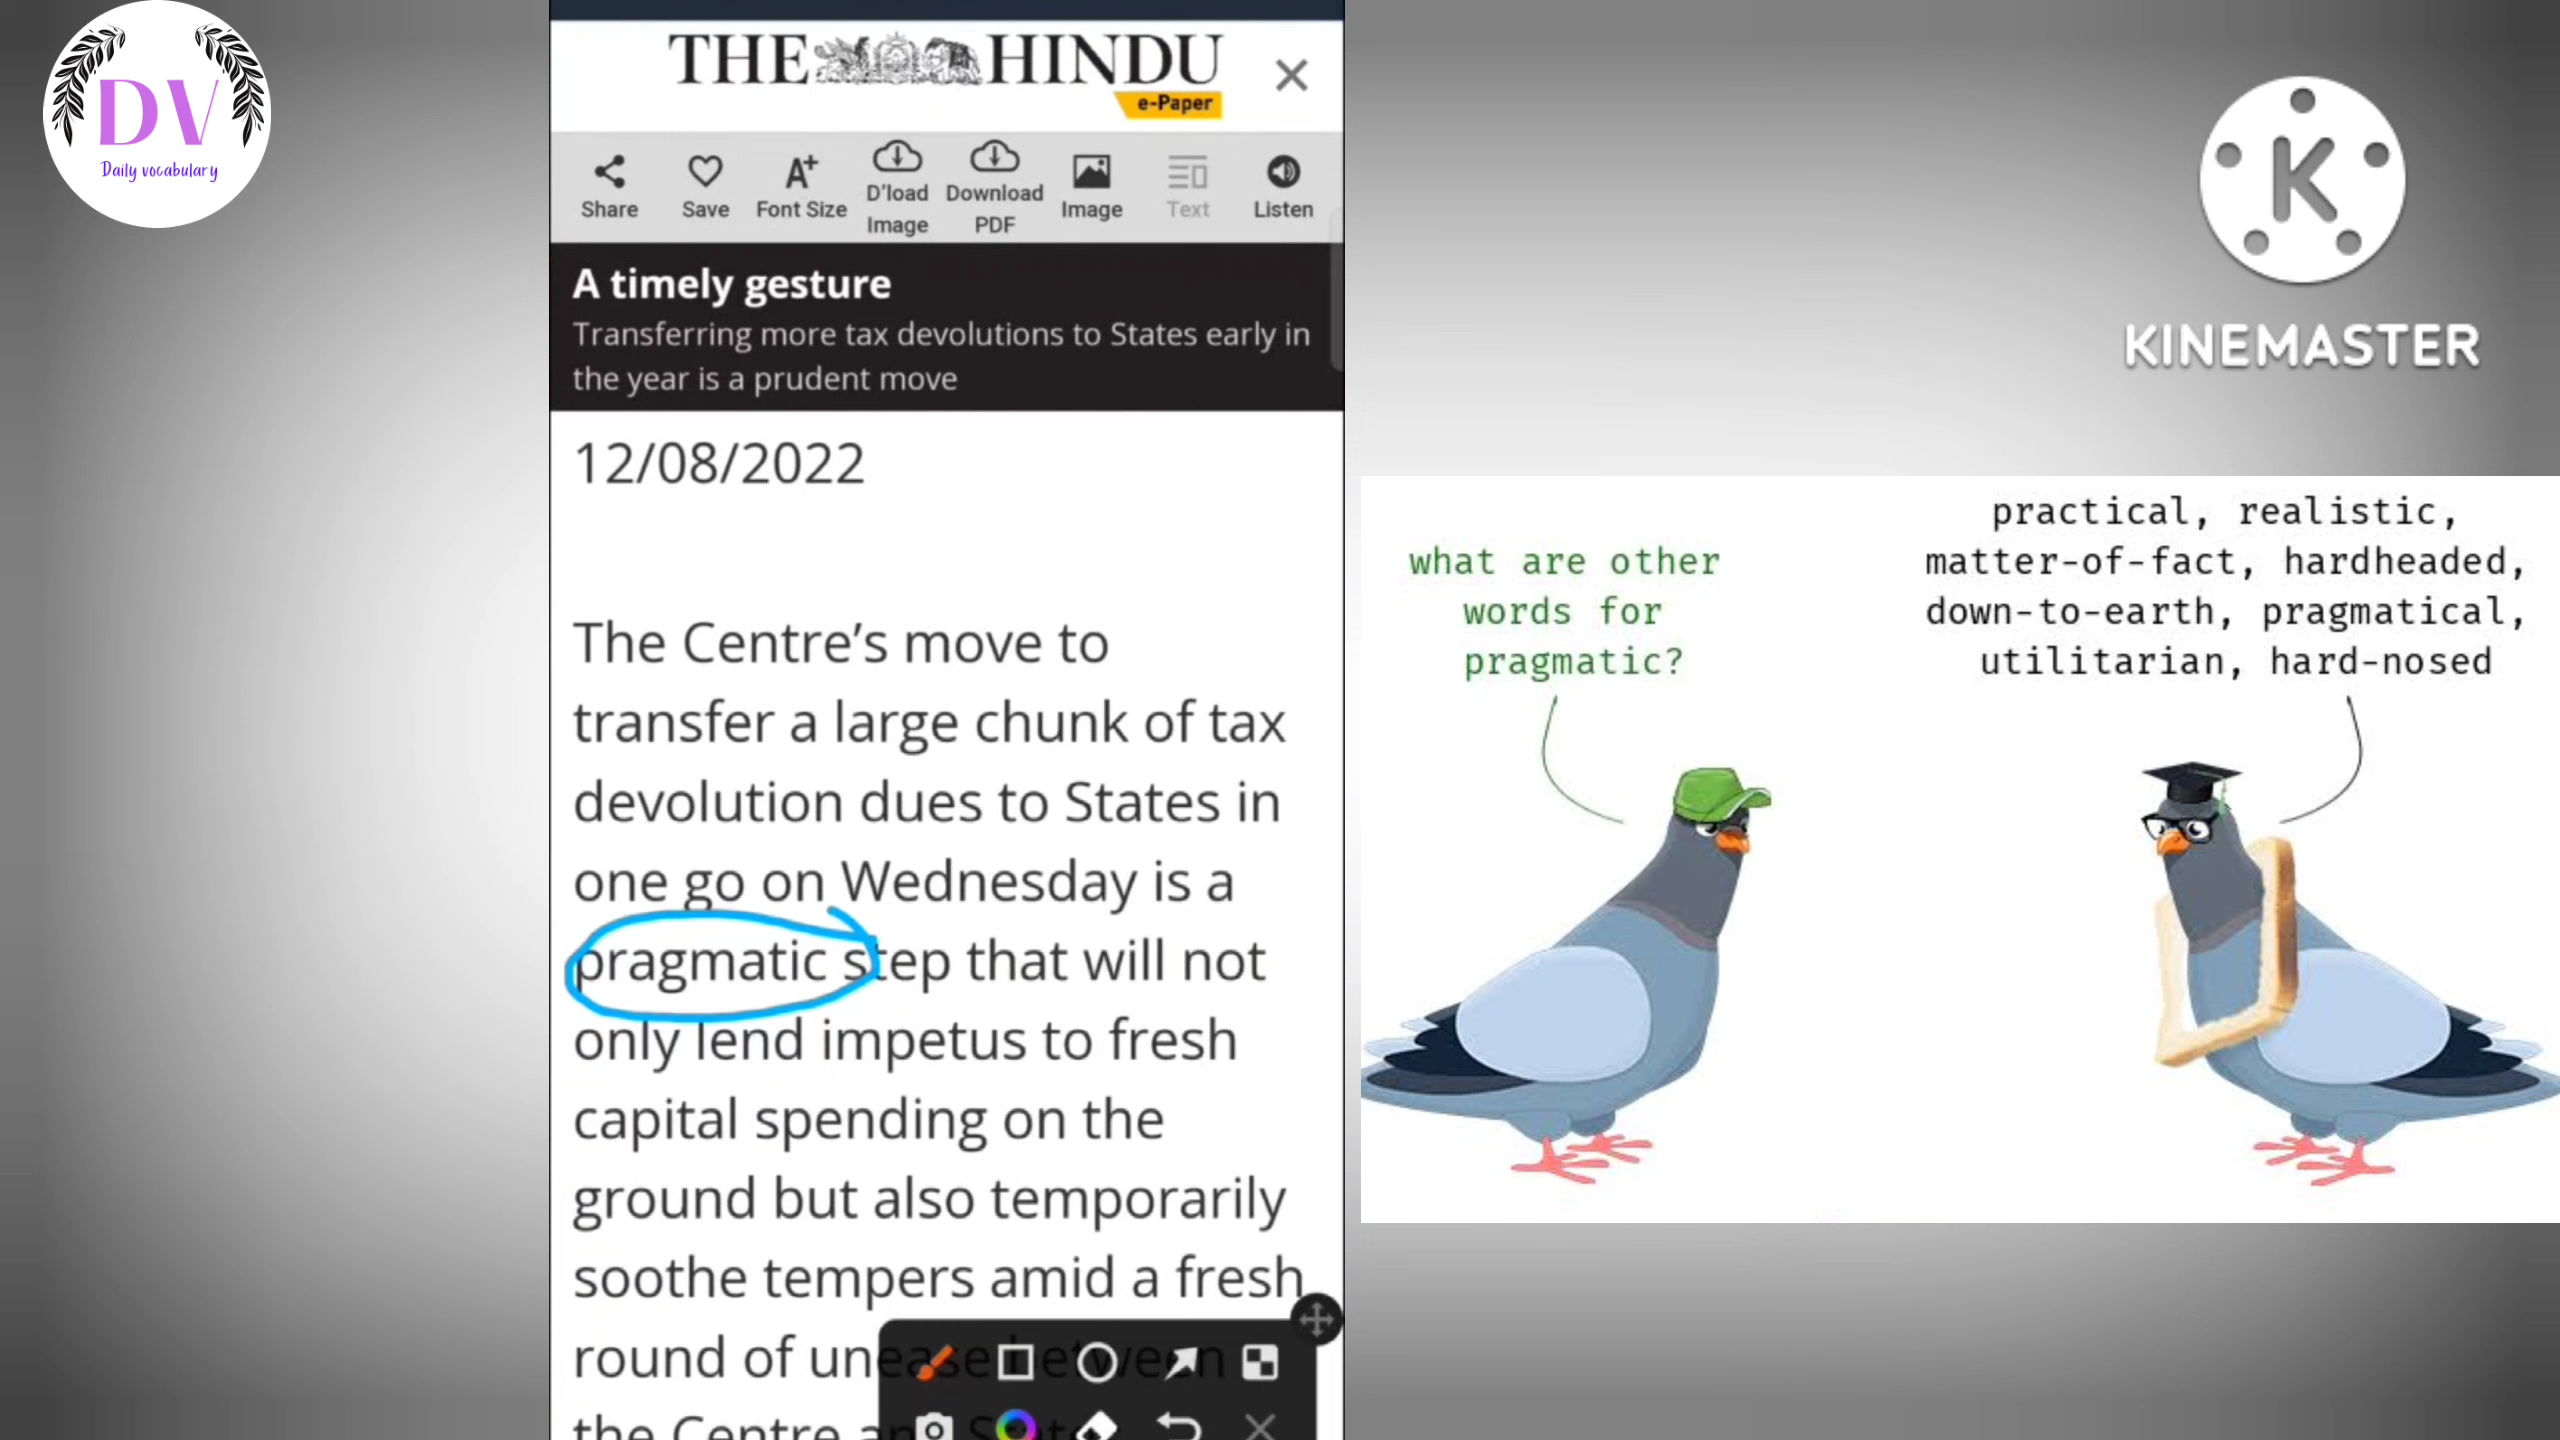 DV
Daily vocabulary
THE HINDU
e-Paper
Share
Save
A+
Font Size
D'load
Image
Download
PDF
Image
Text
Listen
A timely gesture
Transferring more tax devolutions to States early in
the year is a prudent move
12/08/2022
The Centre’s move to
transfer a large chunk of tax
devolution dues to States in
one go on Wednesday is a
pragmatic step that will not
only lend impetus to fresh
capital spending on the
ground but also temporarily
soothe tempers amid a fresh
round of unease between
the Centre and
K
KINEMASTER
what are other
words for
pragmatic?
practical, realistic,
matter-of-fact, hardheaded,
down-to-earth, pragmatical,
utilitarian, hard-nosed